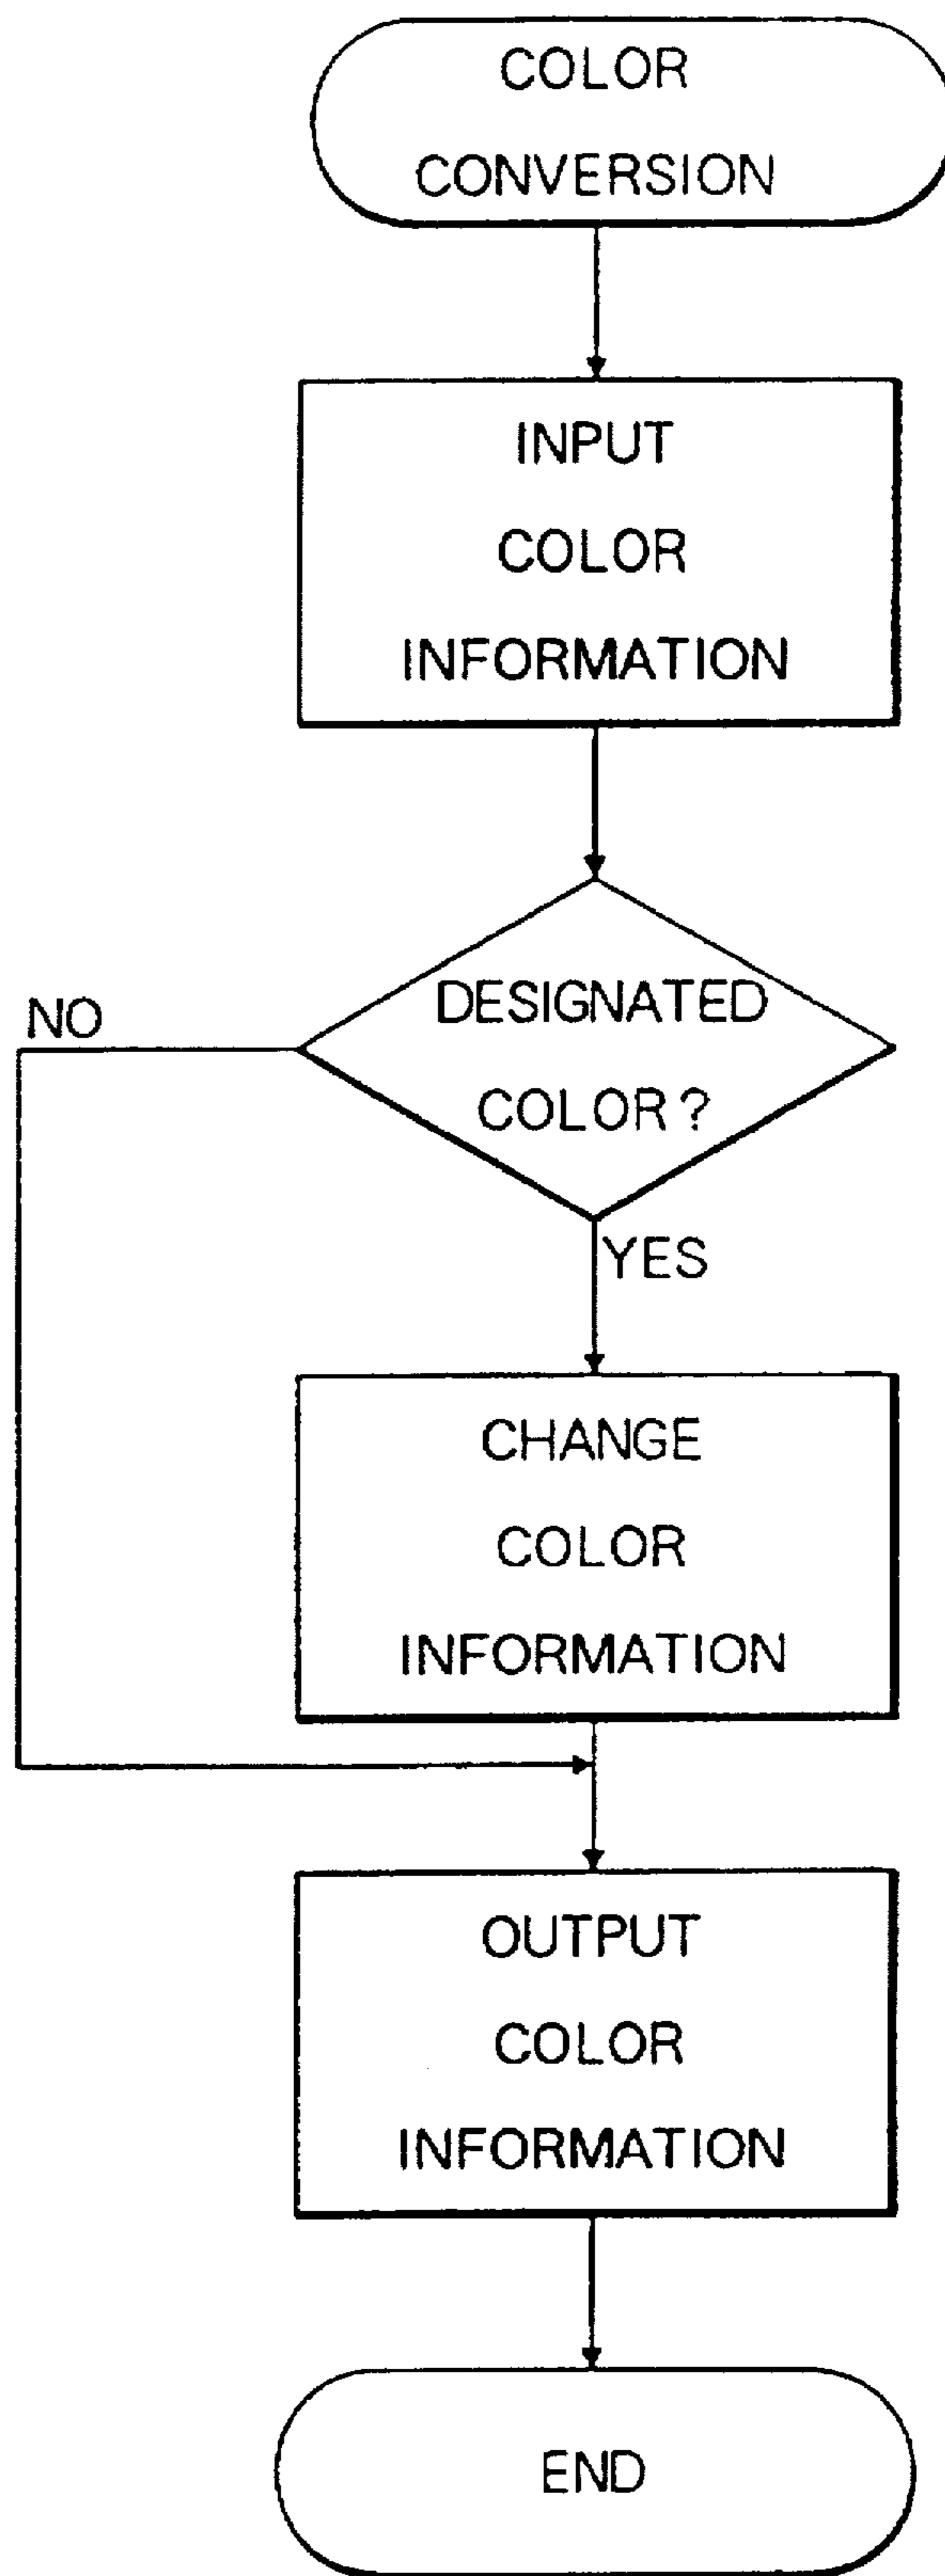 COLOR
CONVERSION
INPUT
COLOR
INFORMATION
DESIGNATED
COLOR?
NO
YES
CHANGE
COLOR
INFORMATION
OUTPUT
COLOR
INFORMATION
END